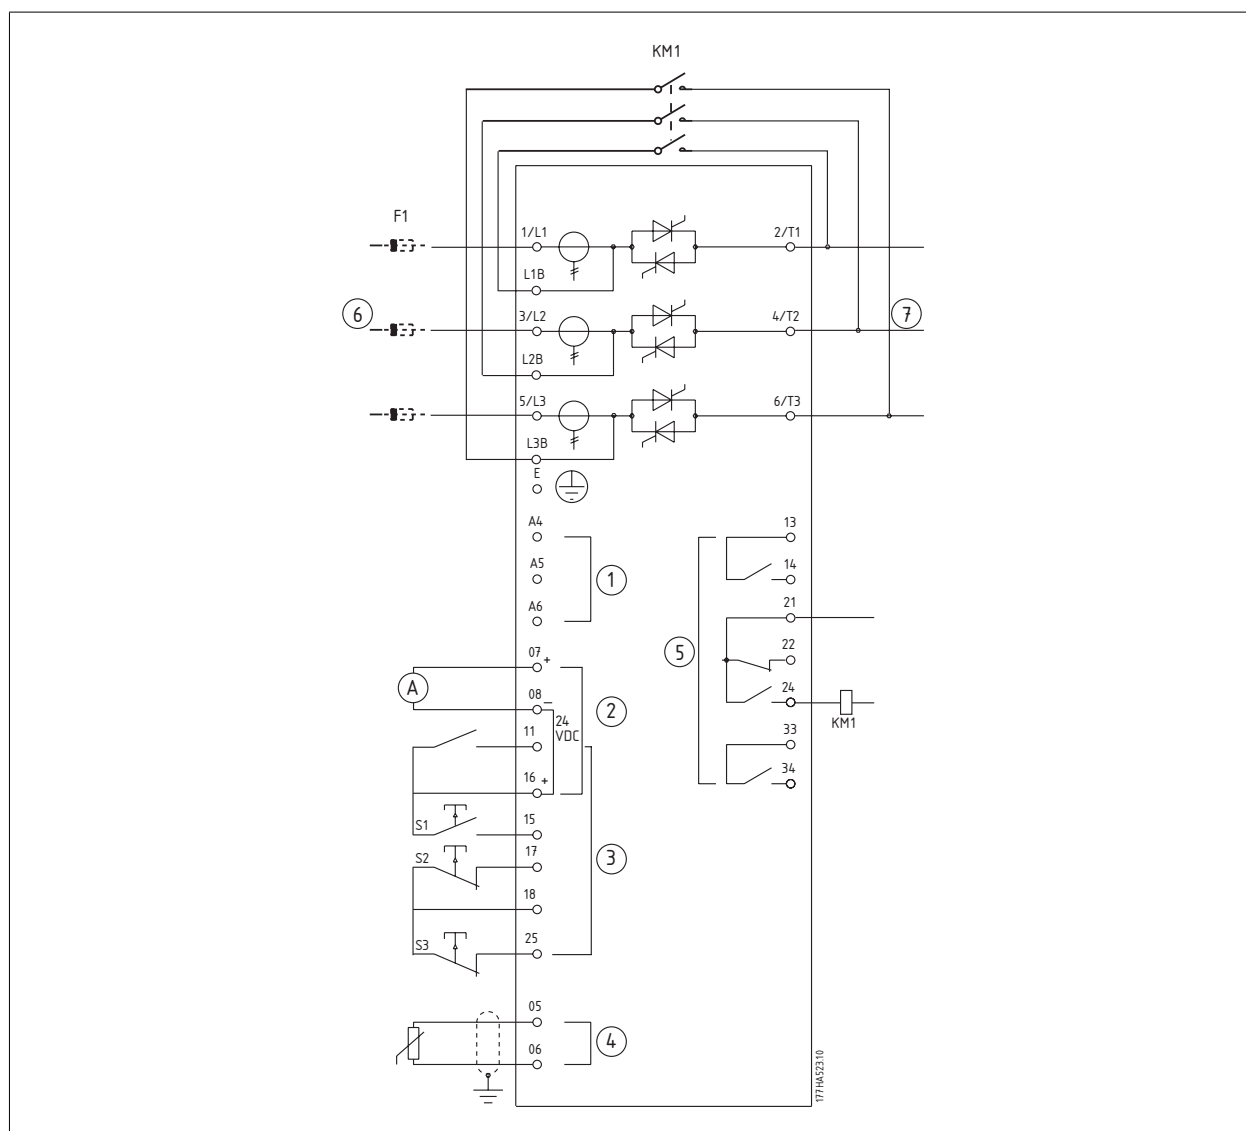 KM1
F1
1/L1
2/T1
L1B
6
3/L2
4/T2
7
L2B
5/L3
6/T3
L3B
E
A4
13
A5
14
1
A6
21
07 +
22
5
A
08 –
24
2
24
VDC
KM1
11
33
16 +
34
S1
15
S2
17
3
18
S3
25
05
4
06
177HA523.10